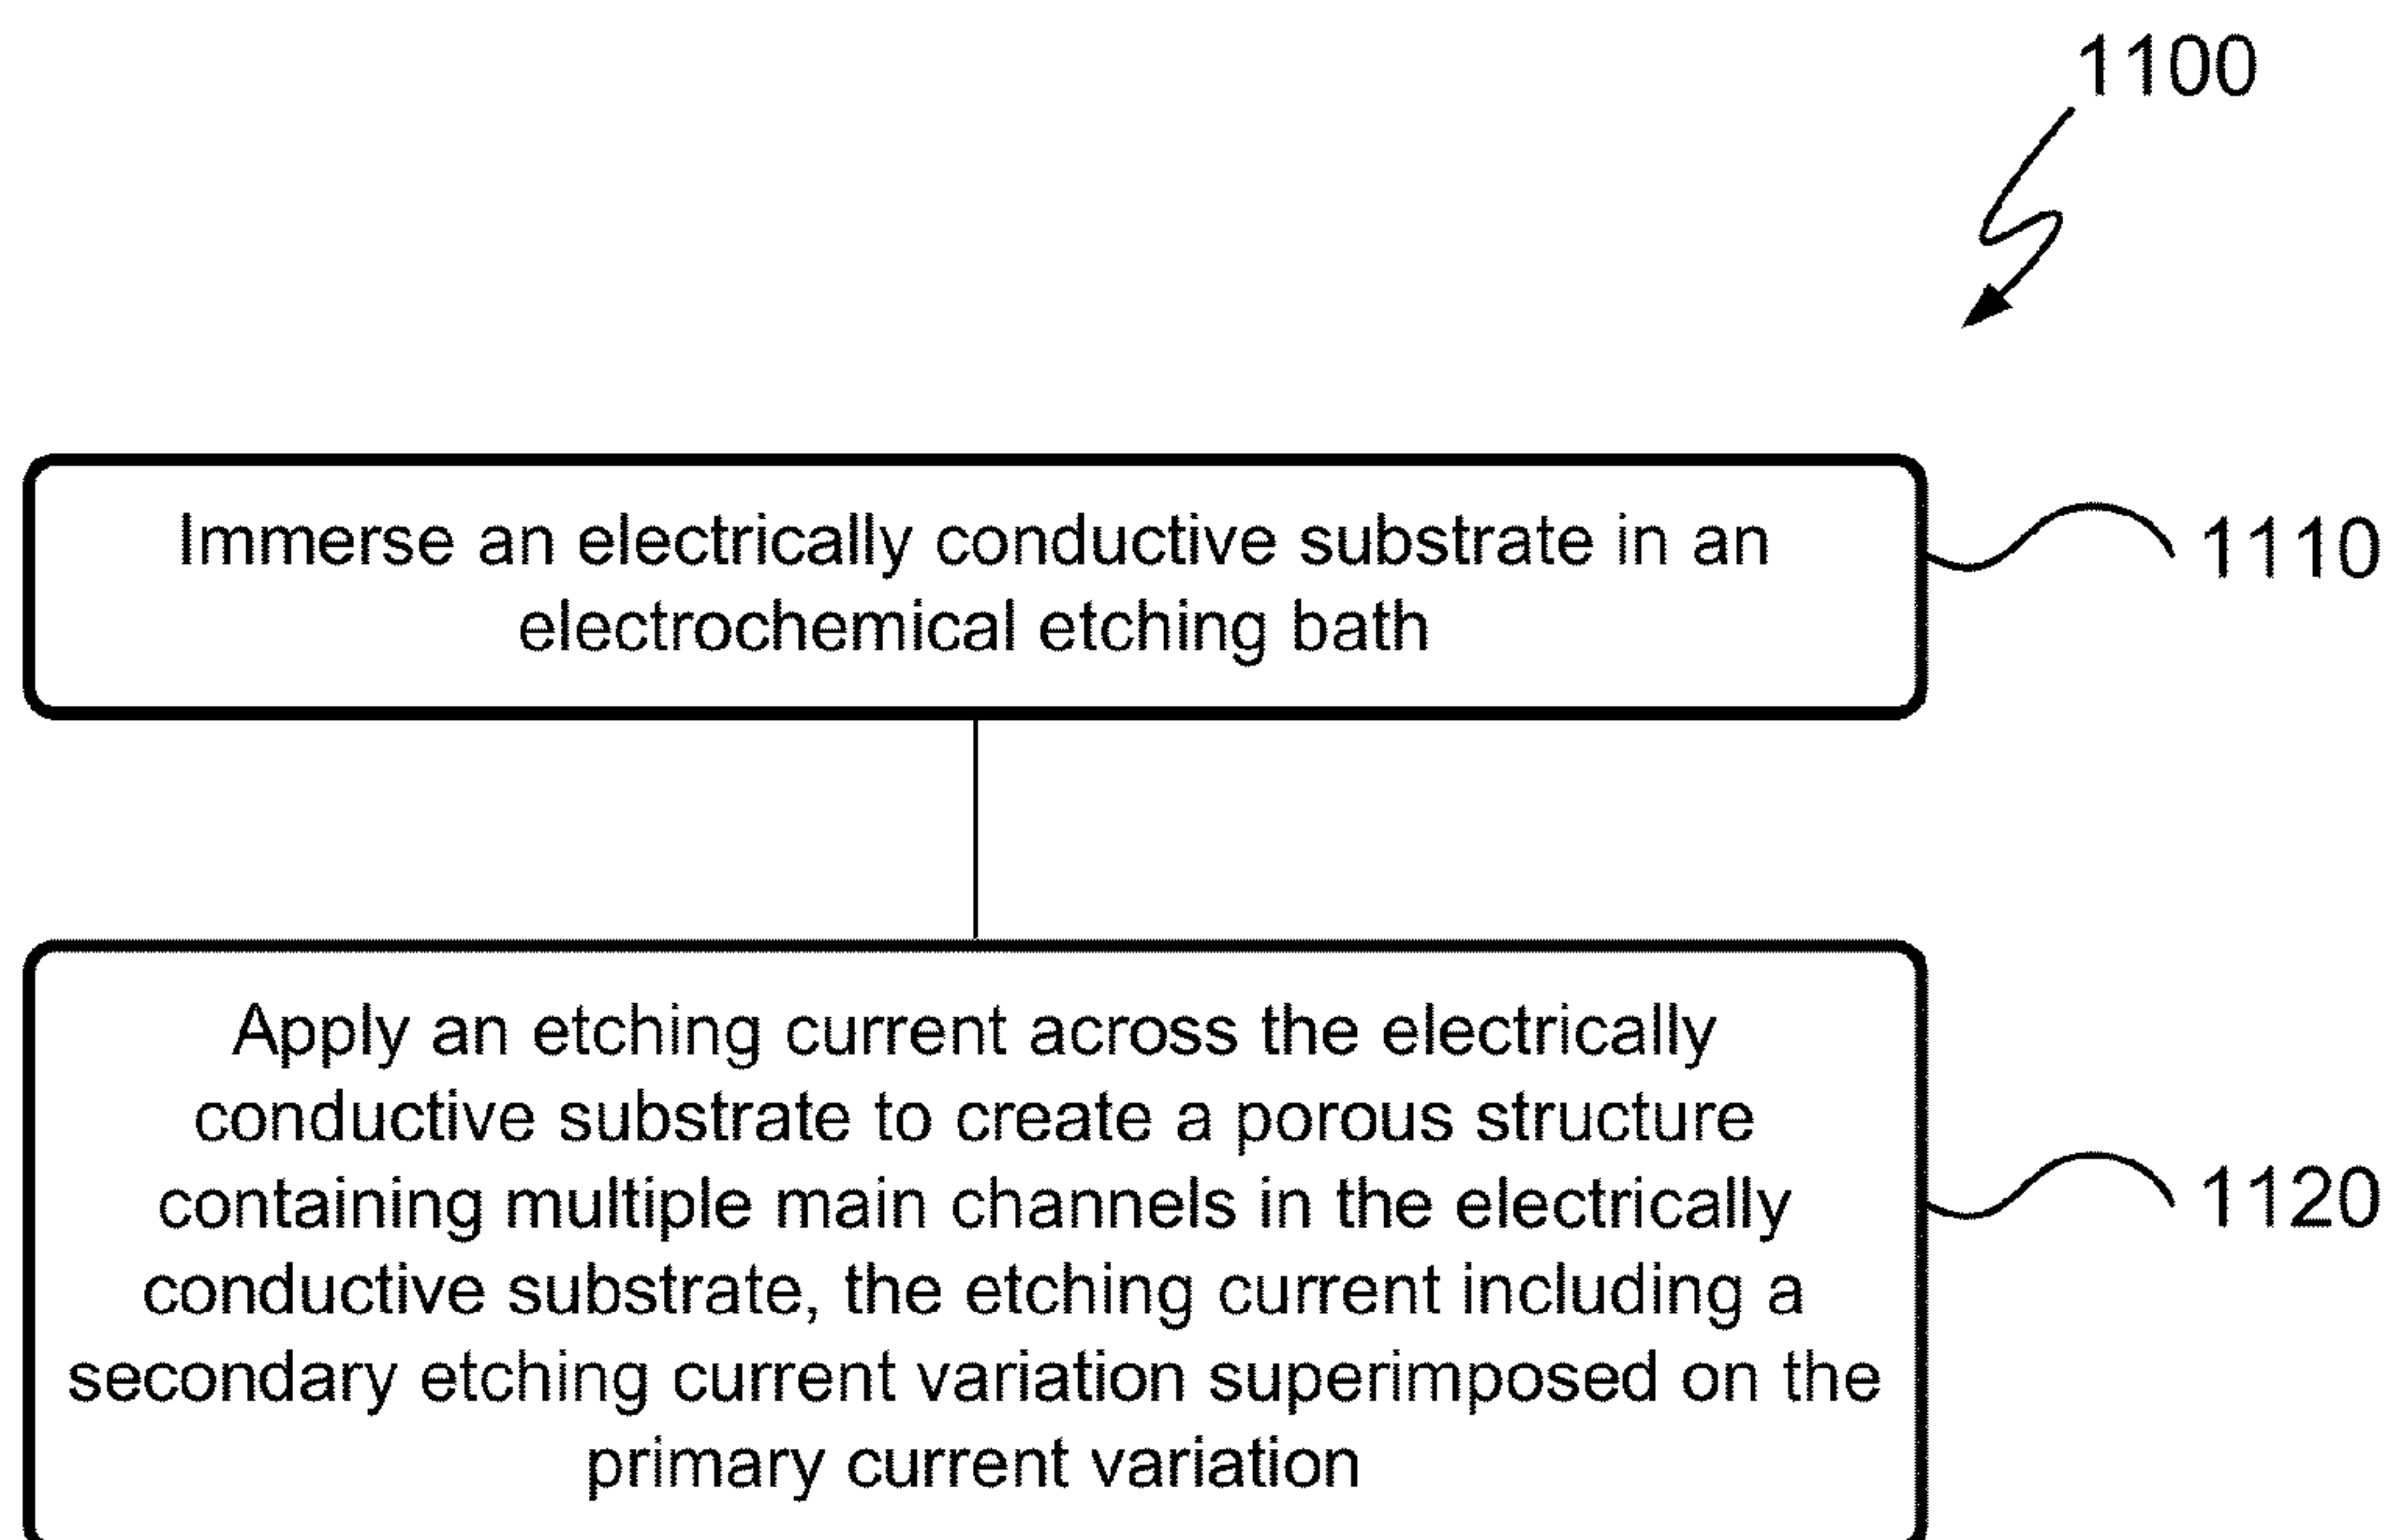 1100
Immerse an electrically conductive substrate in an
electrochemical etching bath
1110
Apply an etching current across the electrically
conductive substrate to create a porous structure
containing multiple main channels in the electrically
conductive substrate, the etching current including a
secondary etching current variation superimposed on the
primary current variation
1120